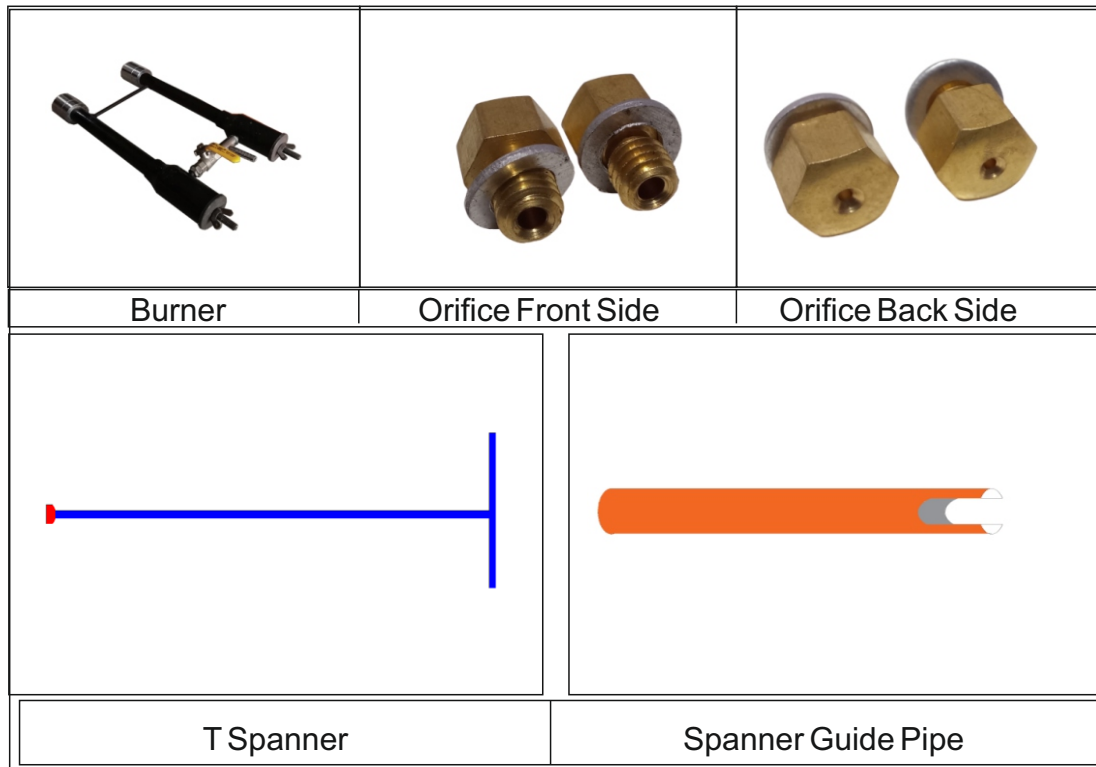 Burner
Orifice Front Side
Orifice Back Side
T Spanner
Spanner Guide Pipe